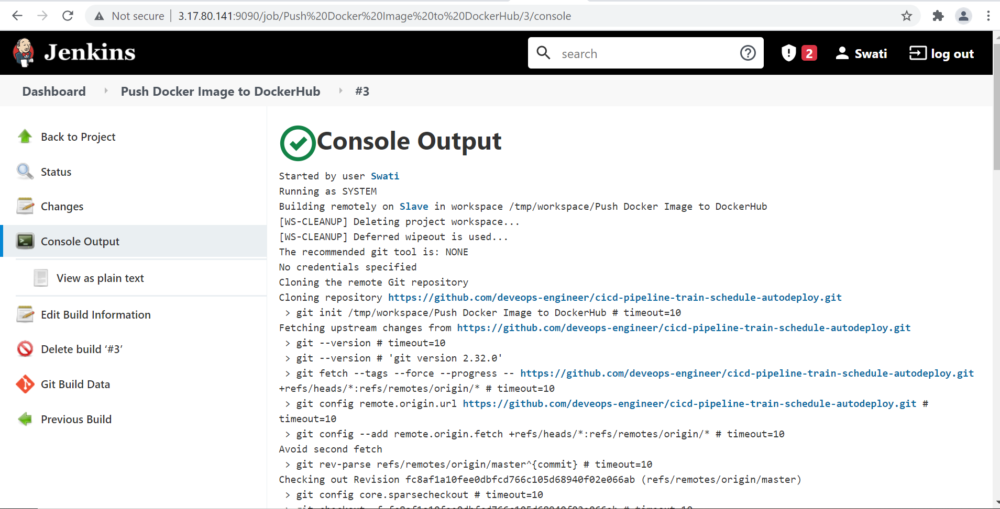 Not secure
3.17.80.141:9090/job/Push%20Docker%20Image%20to%20DockerHub/3/console
Jenkins
search
2
Swati
log out
Dashboard
Push Docker Image to DockerHub
#3
Back to Project
Status
Changes
Console Output
View as plain text
Edit Build Information
Delete build ‘#3’
Git Build Data
Previous Build
Console Output
Started by user Swati
Running as SYSTEM
Building remotely on Slave in workspace /tmp/workspace/Push Docker Image to DockerHub
[WS-CLEANUP] Deleting project workspace...
[WS-CLEANUP] Deferred wipeout is used...
The recommended git tool is: NONE
No credentials specified
Cloning the remote Git repository
Cloning repository https://github.com/deveops-engineer/cicd-pipeline-train-schedule-autodeploy.git
> git init /tmp/workspace/Push Docker Image to DockerHub # timeout=10
Fetching upstream changes from https://github.com/deveops-engineer/cicd-pipeline-train-schedule-autodeploy.git
> git --version # timeout=10
> git --version # 'git version 2.32.0'
> git fetch --tags --force --progress -- https://github.com/deveops-engineer/cicd-pipeline-train-schedule-autodeploy.git
+refs/heads/*:refs/remotes/origin/* # timeout=10
> git config remote.origin.url https://github.com/deveops-engineer/cicd-pipeline-train-schedule-autodeploy.git #
timeout=10
> git config --add remote.origin.fetch +refs/heads/*:refs/remotes/origin/* # timeout=10
Avoid second fetch
> git rev-parse refs/remotes/origin/master^{commit} # timeout=10
Checking out Revision fc8af1a10fee0dbfcd766c105d68940f02e066ab (refs/remotes/origin/master)
> git config core.sparsecheckout # timeout=10
> git checkout -f fc8af1a10fee0dbfcd766c105d68940f02e066ab # timeout=10